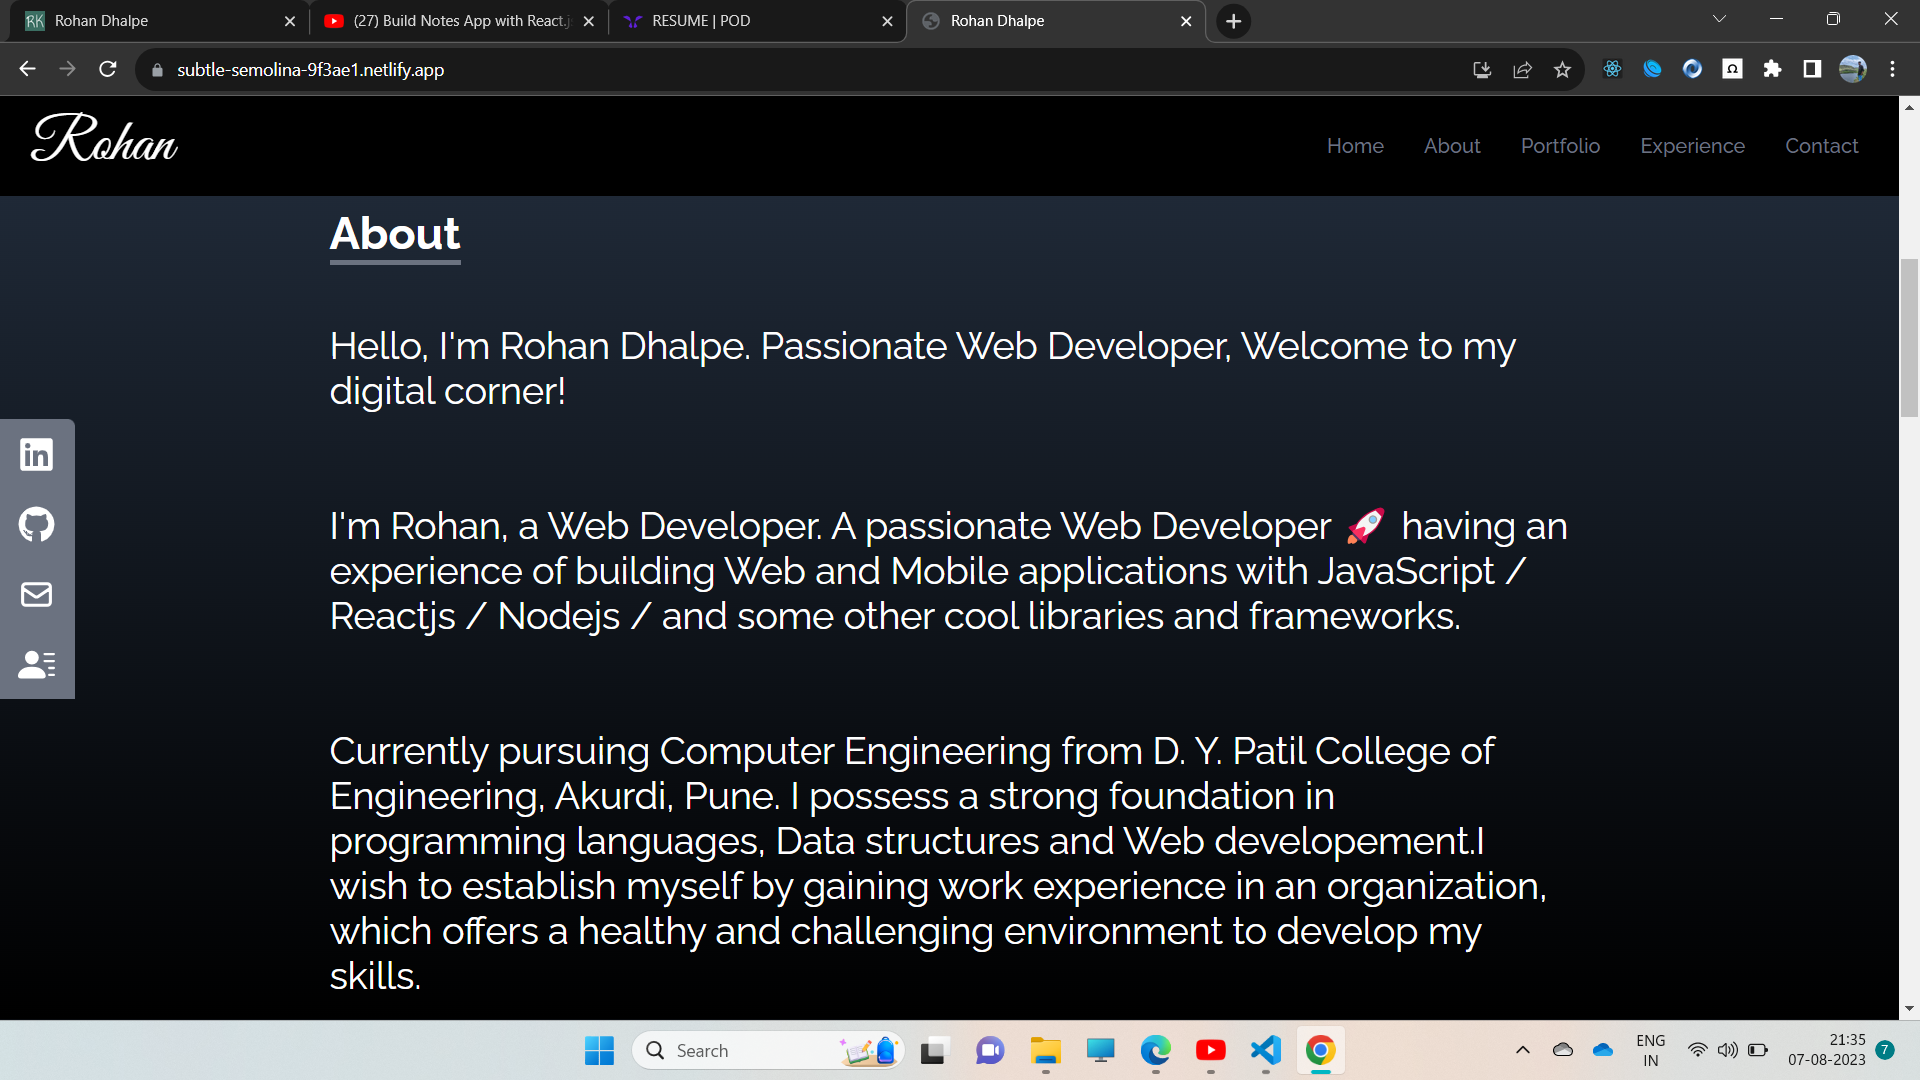 Rohan Dhalpe
(27) Build Notes App with React.j
RESUME | POD
Rohan Dhalpe
subtle-semolina-9f3ae1.netlify.app
Rohan
Home About Portfolio Experience Contact
About
Hello, I'm Rohan Dhalpe. Passionate Web Developer, Welcome to my
digital corner!
I'm Rohan, a Web Developer. A passionate Web Developer 🚀 having an
experience of building Web and Mobile applications with JavaScript /
Reactjs / Nodejs / and some other cool libraries and frameworks.
Currently pursuing Computer Engineering from D. Y. Patil College of
Engineering, Akurdi, Pune. I possess a strong foundation in
programming languages, Data structures and Web developement.I
wish to establish myself by gaining work experience in an organization,
which offers a healthy and challenging environment to develop my
skills.
Search
ENG
IN
21:35
07-08-2023
7